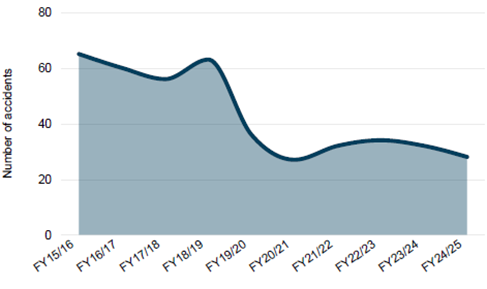 Number of accidents
80
60
40
20
0
FY15/16
FY16/17
FY17/18
FY18/19
FY19/20
FY20/21
FY21/22
FY22/23
FY23/24
FY24/25